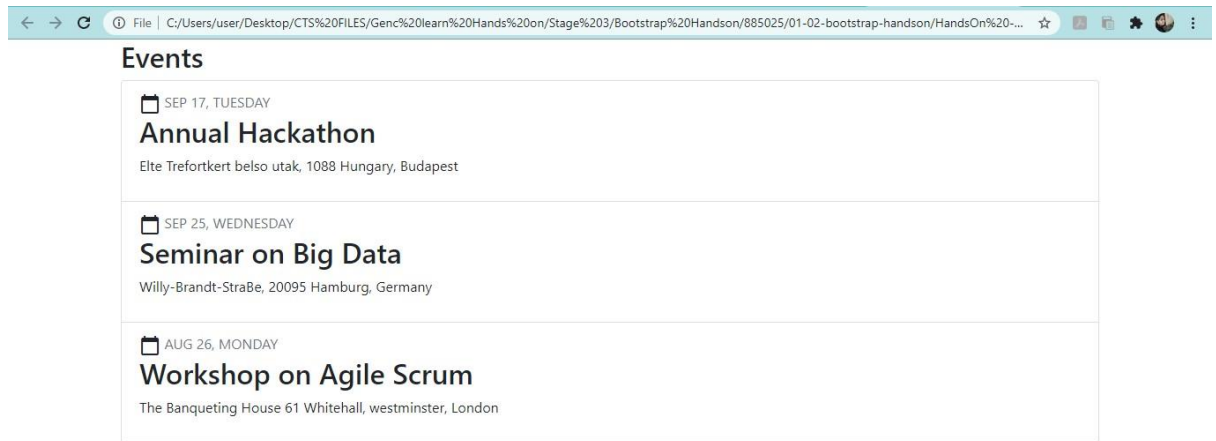 File | C:/Users/user/Desktop/CTS%20FILES/Genc%20learn%20Hands%20on/Stage%203/Bootstrap%20Handson/885025/01-02-bootstrap-handson/HandsOn%20-...
Events
SEP 17, TUESDAY
Annual Hackathon
Elte Trefortkert belso utak, 1088 Hungary, Budapest
SEP 25, WEDNESDAY
Seminar on Big Data
Willy-Brandt-StraBe, 20095 Hamburg, Germany
AUG 26, MONDAY
Workshop on Agile Scrum
The Banqueting House 61 Whitehall, westminster, London